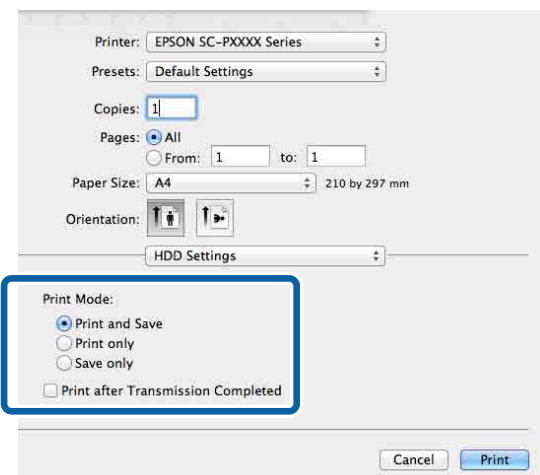 Printer: EPSON SC-PXXXX Series
Presets: Default Settings
Copies: 1
Pages: All
From: 1 to: 1
Paper Size: A4 210 by 297 mm
Orientation:
HDD Settings
Print Mode:
Print and Save
Print only
Save only
Print after Transmission Completed
Cancel Print